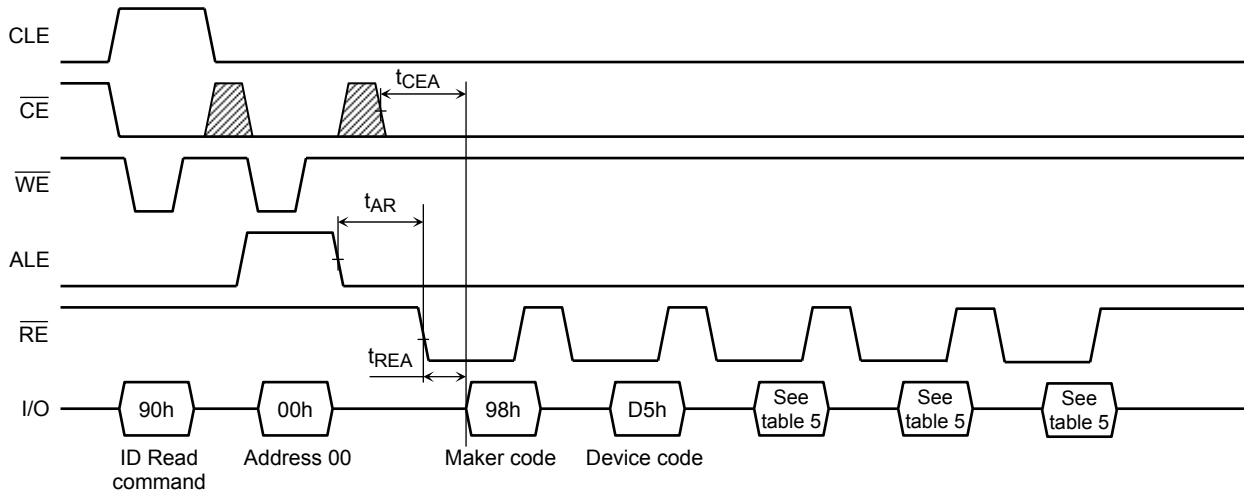 CLE
tCEA
CE
WE
tAR
ALE
RE
tREA
I/O
90h
00h
98h
D5h
See
table 5
See
table 5
See
table 5
ID Read
command
Address 00
Maker code
Device code